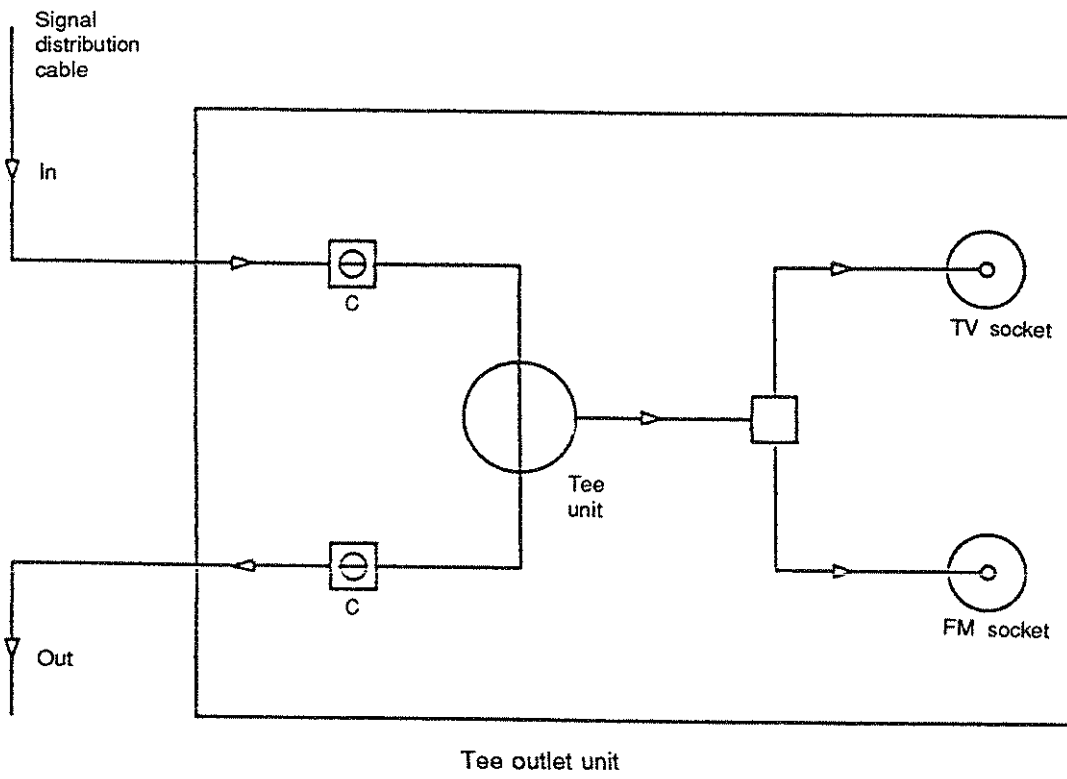 Signal
distribution
cable
In
C
TV socket
Tee
unit
C
FM socket
Out
Tee outlet unit